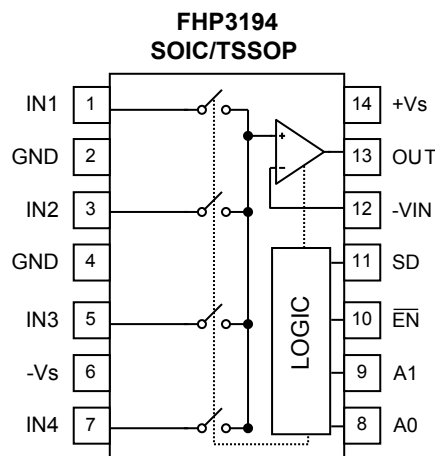 FHP3194
SOIC/TSSOP
IN1 1 14 +Vs
GND 2 + - 13 OUT
IN2 3 12 -VIN
GND 4 11 SD
IN3 5 10 EN
-Vs 6 LOGIC 9 A1
IN4 7 8 A0